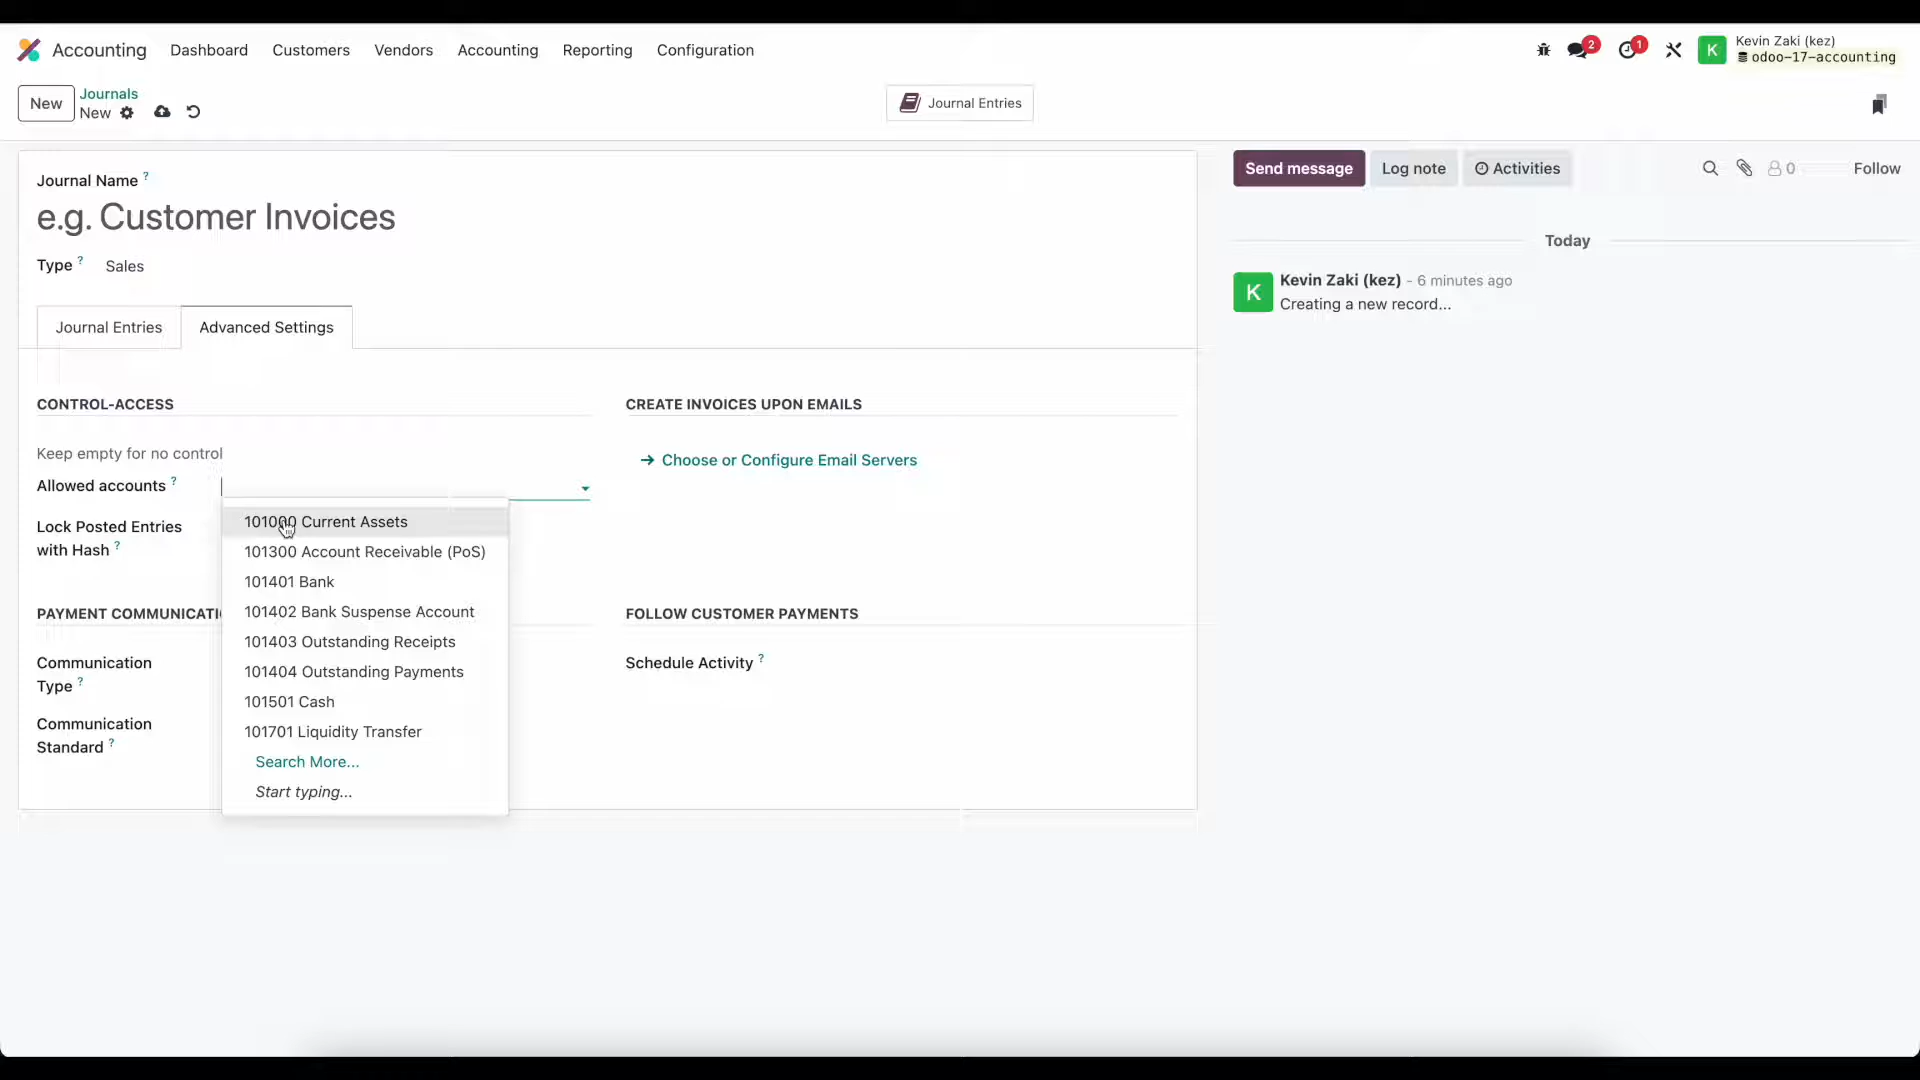 Accounting Dashboard Customers Vendors Accounting Reporting Configuration
2 1 K Kevin Zaki (kez)
odoo-17-accounting
New Journals
New
Journal Entries
Journal Name ?
e.g. Customer Invoices
Type ? Sales
Journal Entries Advanced Settings
CONTROL-ACCESS
Keep empty for no control
Allowed accounts ?
Lock Posted Entries
with Hash ?
101000 Current Assets
101300 Account Receivable (PoS)
101401 Bank
101402 Bank Suspense Account
101403 Outstanding Receipts
101404 Outstanding Payments
101501 Cash
101701 Liquidity Transfer
Search More...
Start typing...
PAYMENT COMMUNICATI
Communication
Type ?
Communication
Standard ?
CREATE INVOICES UPON EMAILS
Choose or Configure Email Servers
FOLLOW CUSTOMER PAYMENTS
Schedule Activity ?
Send message Log note Activities 0 Follow
Today
K Kevin Zaki (kez) - 6 minutes ago
Creating a new record...